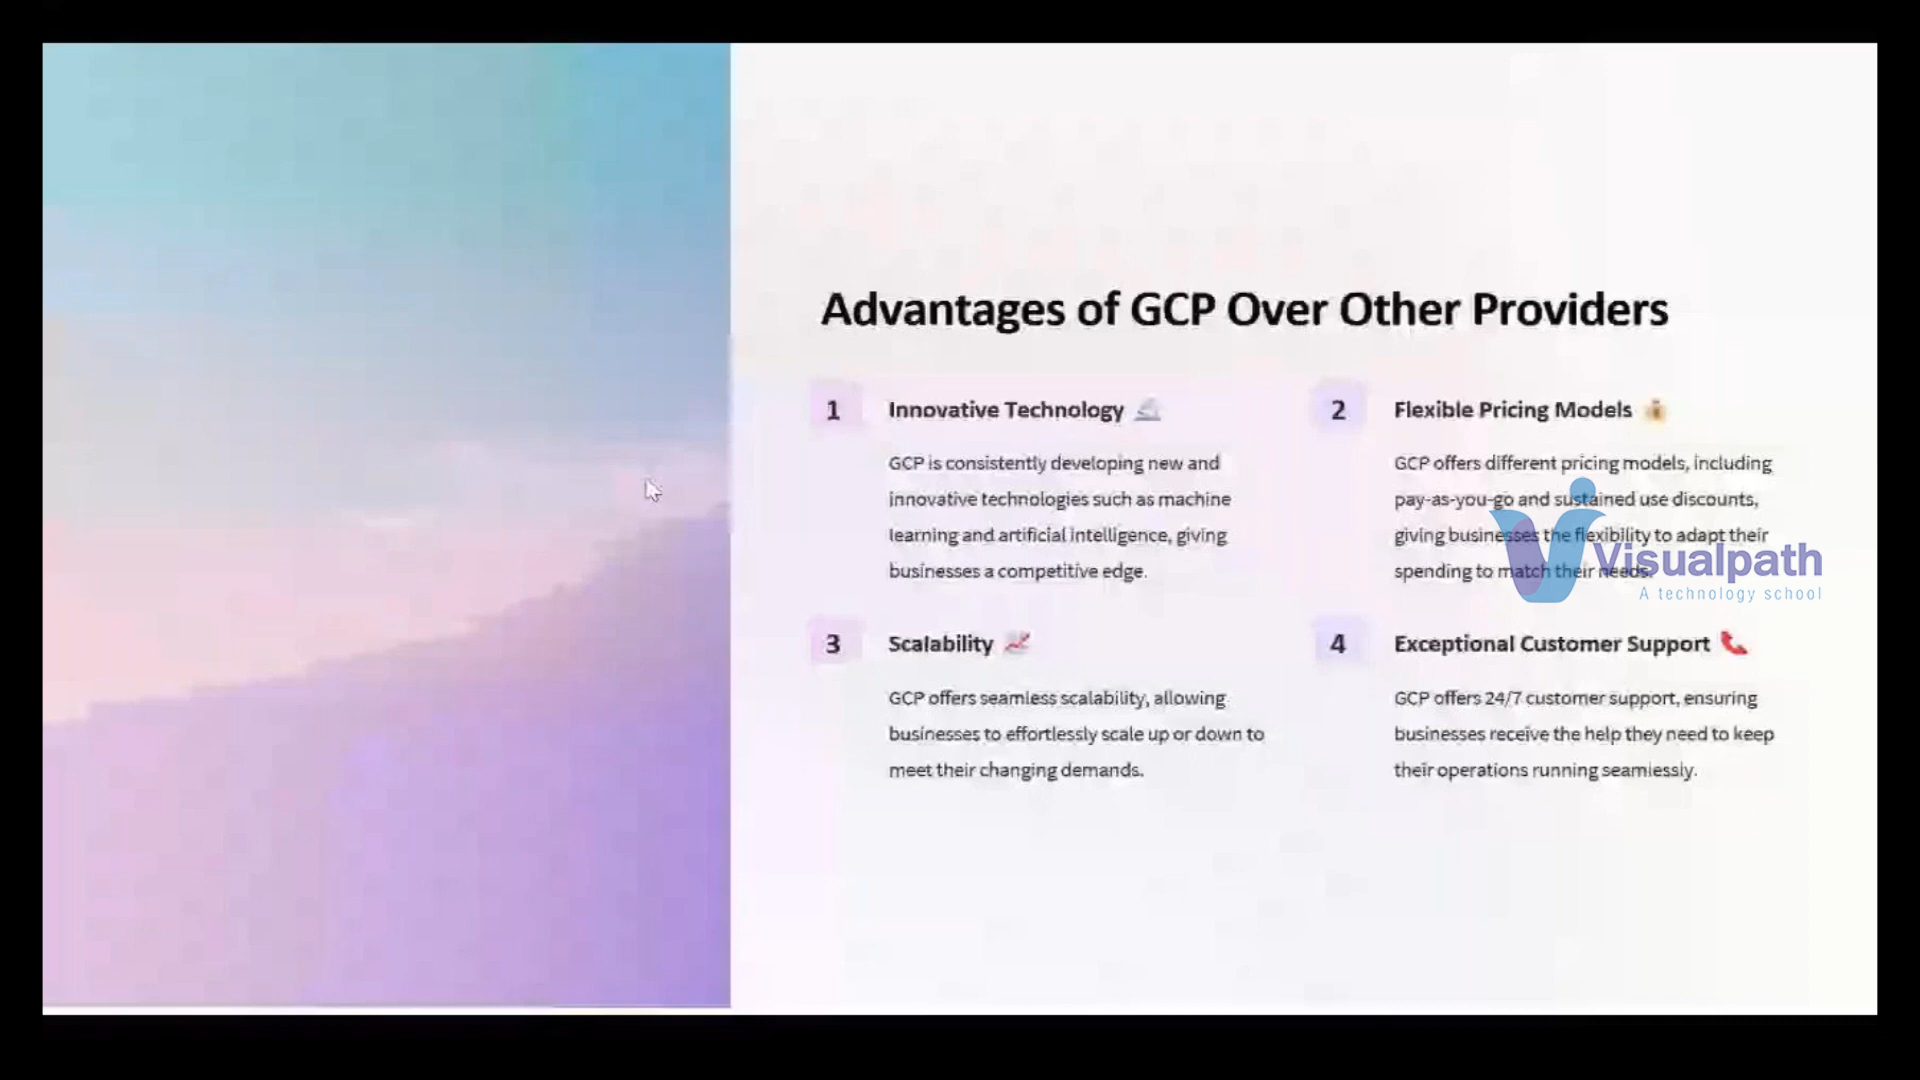 Advantages of GCP Over Other Providers
1
Innovative Technology
GCP is consistently developing new and
innovative technologies such as machine
learning and artificial intelligence, giving
businesses a competitive edge.
2
Flexible Pricing Models
GCP offers different pricing models, including
pay-as-you-go and sustained use discounts,
giving businesses the flexibility to adapt their
spending to match their needs.
3
Scalability
GCP offers seamless scalability, allowing
businesses to effortlessly scale up or down to
meet their changing demands.
4
Exceptional Customer Support
GCP offers 24/7 customer support, ensuring
businesses receive the help they need to keep
their operations running seamlessly.
Visualpath
A technology school